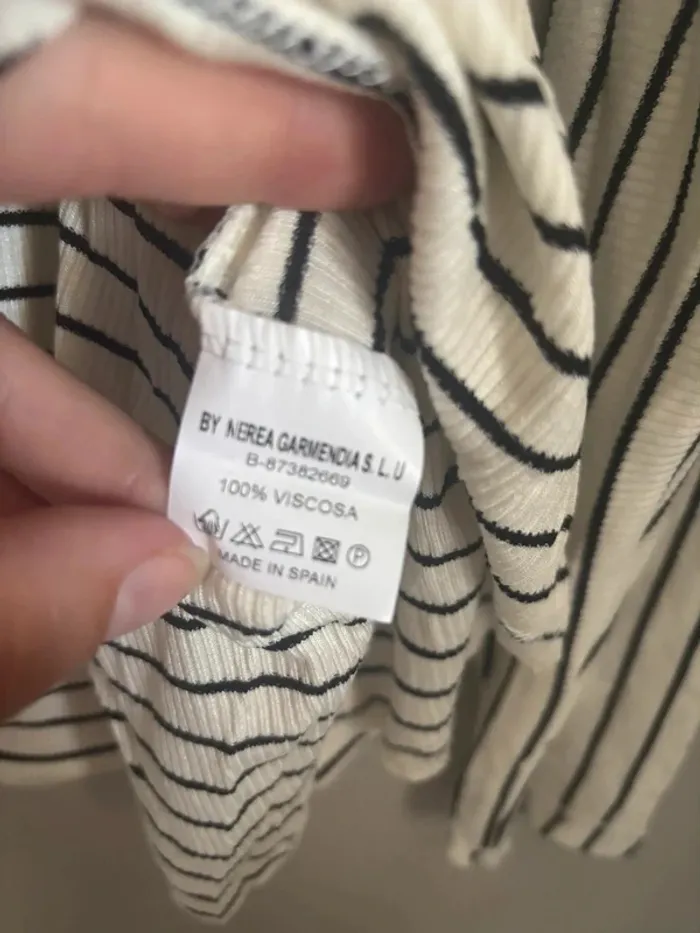 BY NEREA GARMENDIA S. L. U
B-87382669
100% VISCOSA
P
MADE IN SPAIN